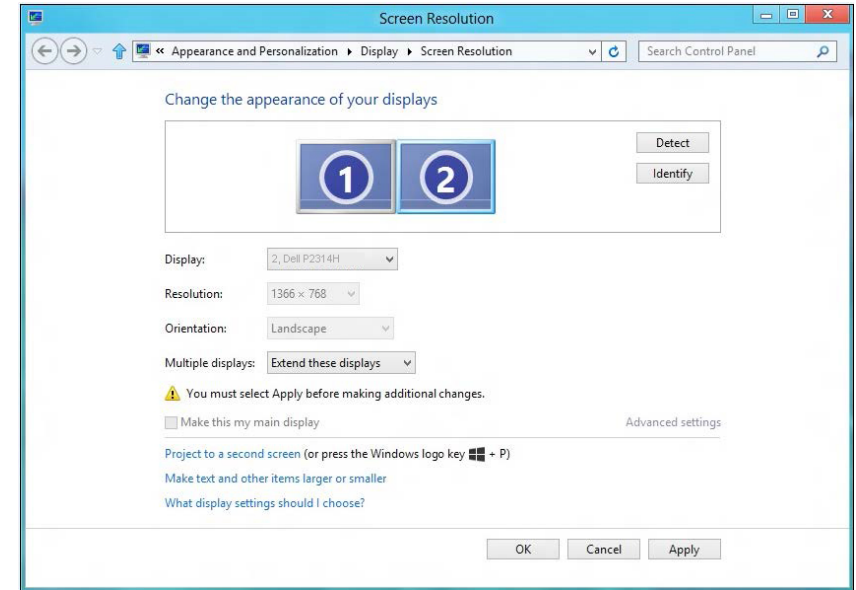 Screen Resolution
« Appearance and Personalization ▸ Display ▸ Screen Resolution
Search Control Panel
Change the appearance of your displays
1 2
Detect
Identify
Display: 2, Dell P2314H
Resolution: 1366 × 768
Orientation: Landscape
Multiple displays: Extend these displays
You must select Apply before making additional changes.
Make this my main display Advanced settings
Project to a second screen (or press the Windows logo key + P)
Make text and other items larger or smaller
What display settings should I choose?
OK Cancel Apply